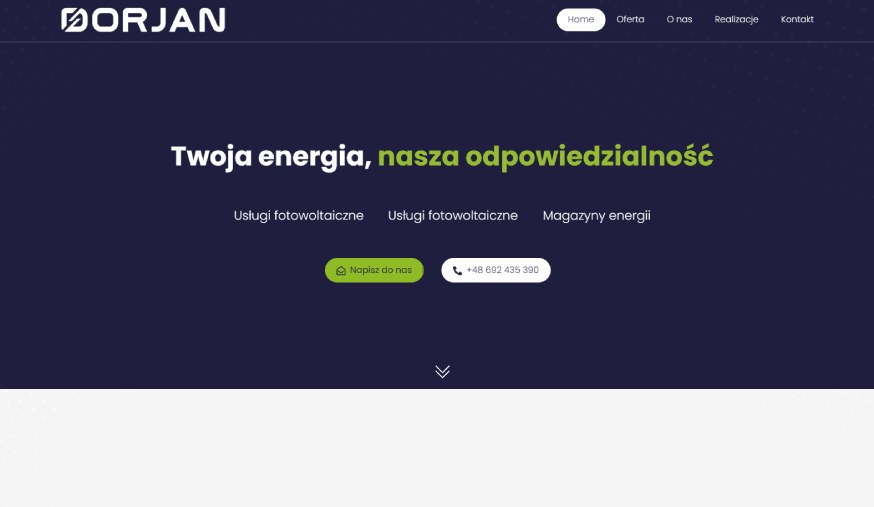 DORJAN
Home Oferta O nas Realizacje Kontakt
Twoja energia, nasza odpowiedzialność
Usługi fotowoltaiczne Usługi fotowoltaiczne Magazyny energii
Napisz do nas +48 692 435 390